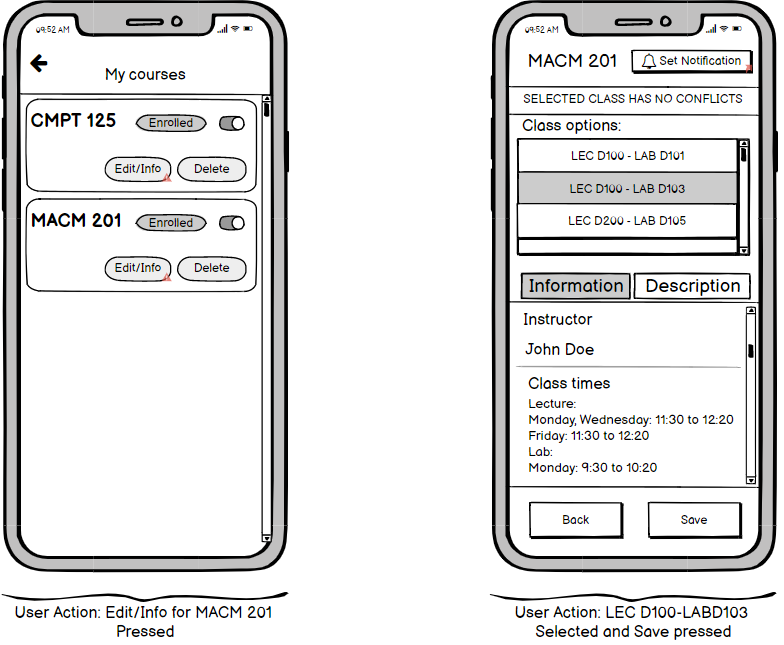 09:52 AM
My courses
CMPT 125
Enrolled
Edit/Info
Delete
MACM 201
Enrolled
Edit/Info
Delete
User Action: Edit/Info for MACM 201
Pressed
09:52 AM
MACM 201
Set Notification
SELECTED CLASS HAS NO CONFLICTS
Class options:
LEC D100 - LAB D101
LEC D100 - LAB D103
LEC D200 - LAB D105
Information
Description
Instructor
John Doe
Class times
Lecture:
Monday, Wednesday: 11:30 to 12:20
Friday: 11:30 to 12:20
Lab:
Monday: 9:30 to 10:20
Back
Save
User Action: LEC D100-LABD103
Selected and Save pressed